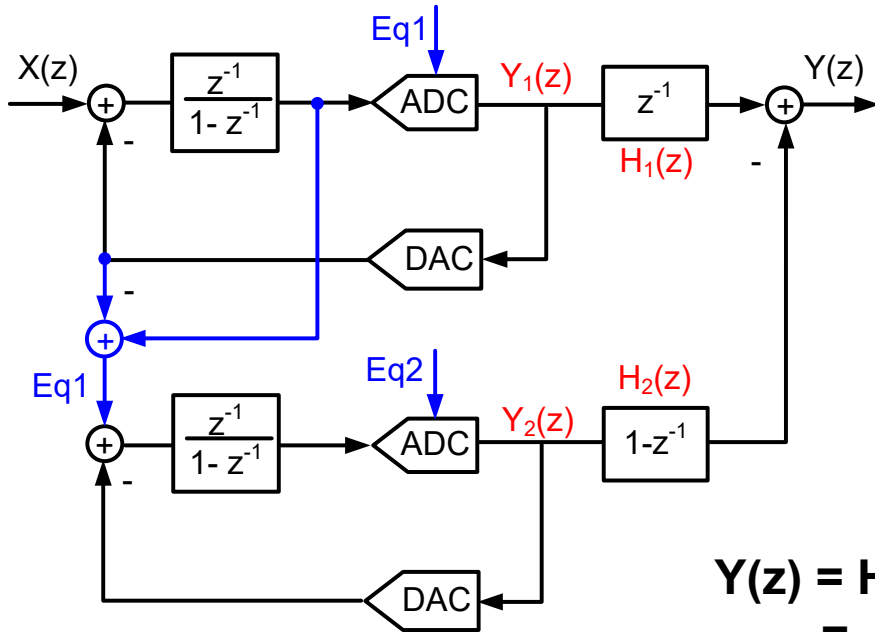 Eq1
X(z)
z⁻¹
1- z⁻¹
+
-
ADC
Y₁(z)
z⁻¹
H₁(z)
+
-
Y(z)
DAC
-
+
Eq1
Eq2
H₂(z)
+
-
z⁻¹
1- z⁻¹
ADC
Y₂(z)
1-z⁻¹
DAC
Y(z) = H
=